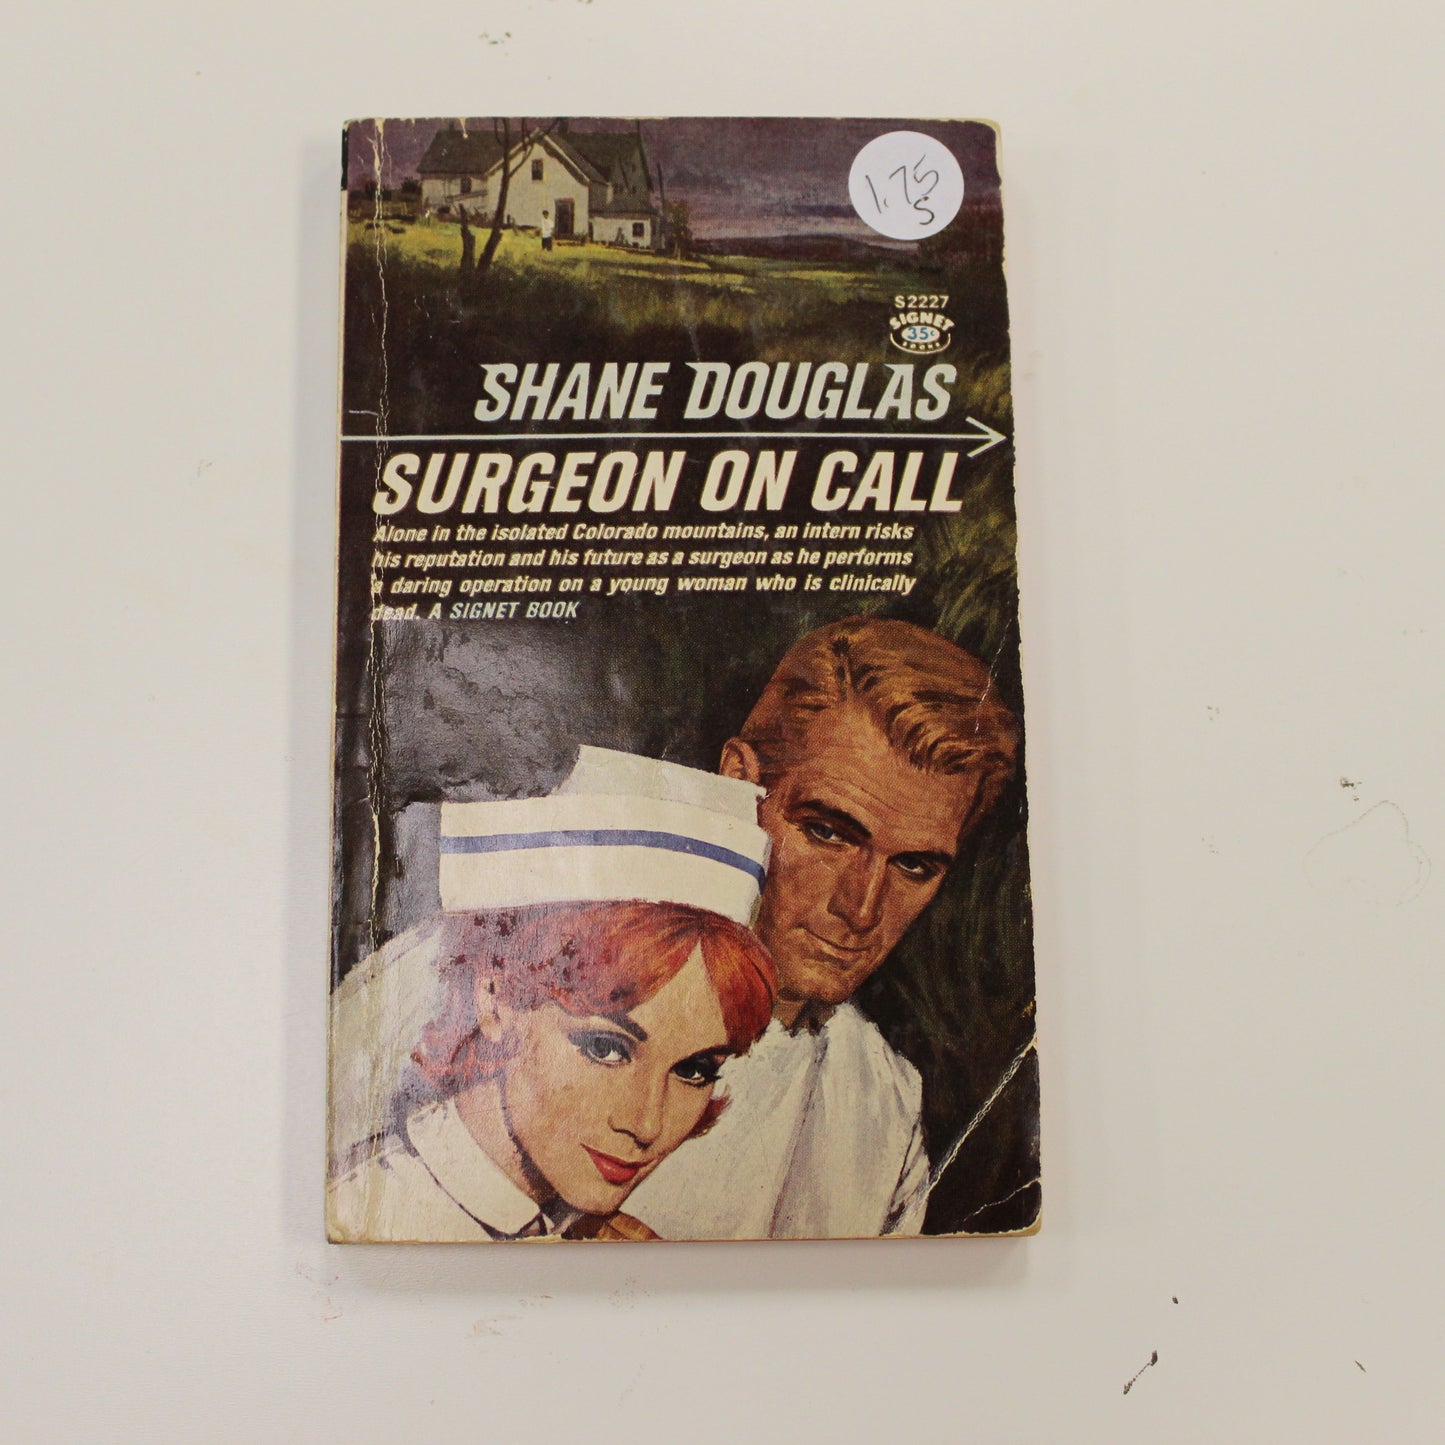 1.75
S
S2227
SIGNET
35¢
BOOKS
SHANE DOUGLAS
SURGEON ON CALL
Alone in the isolated Colorado mountains, an intern risks
his reputation and his future as a surgeon as he performs
a daring operation on a young woman who is clinically
dead. A SIGNET BOOK